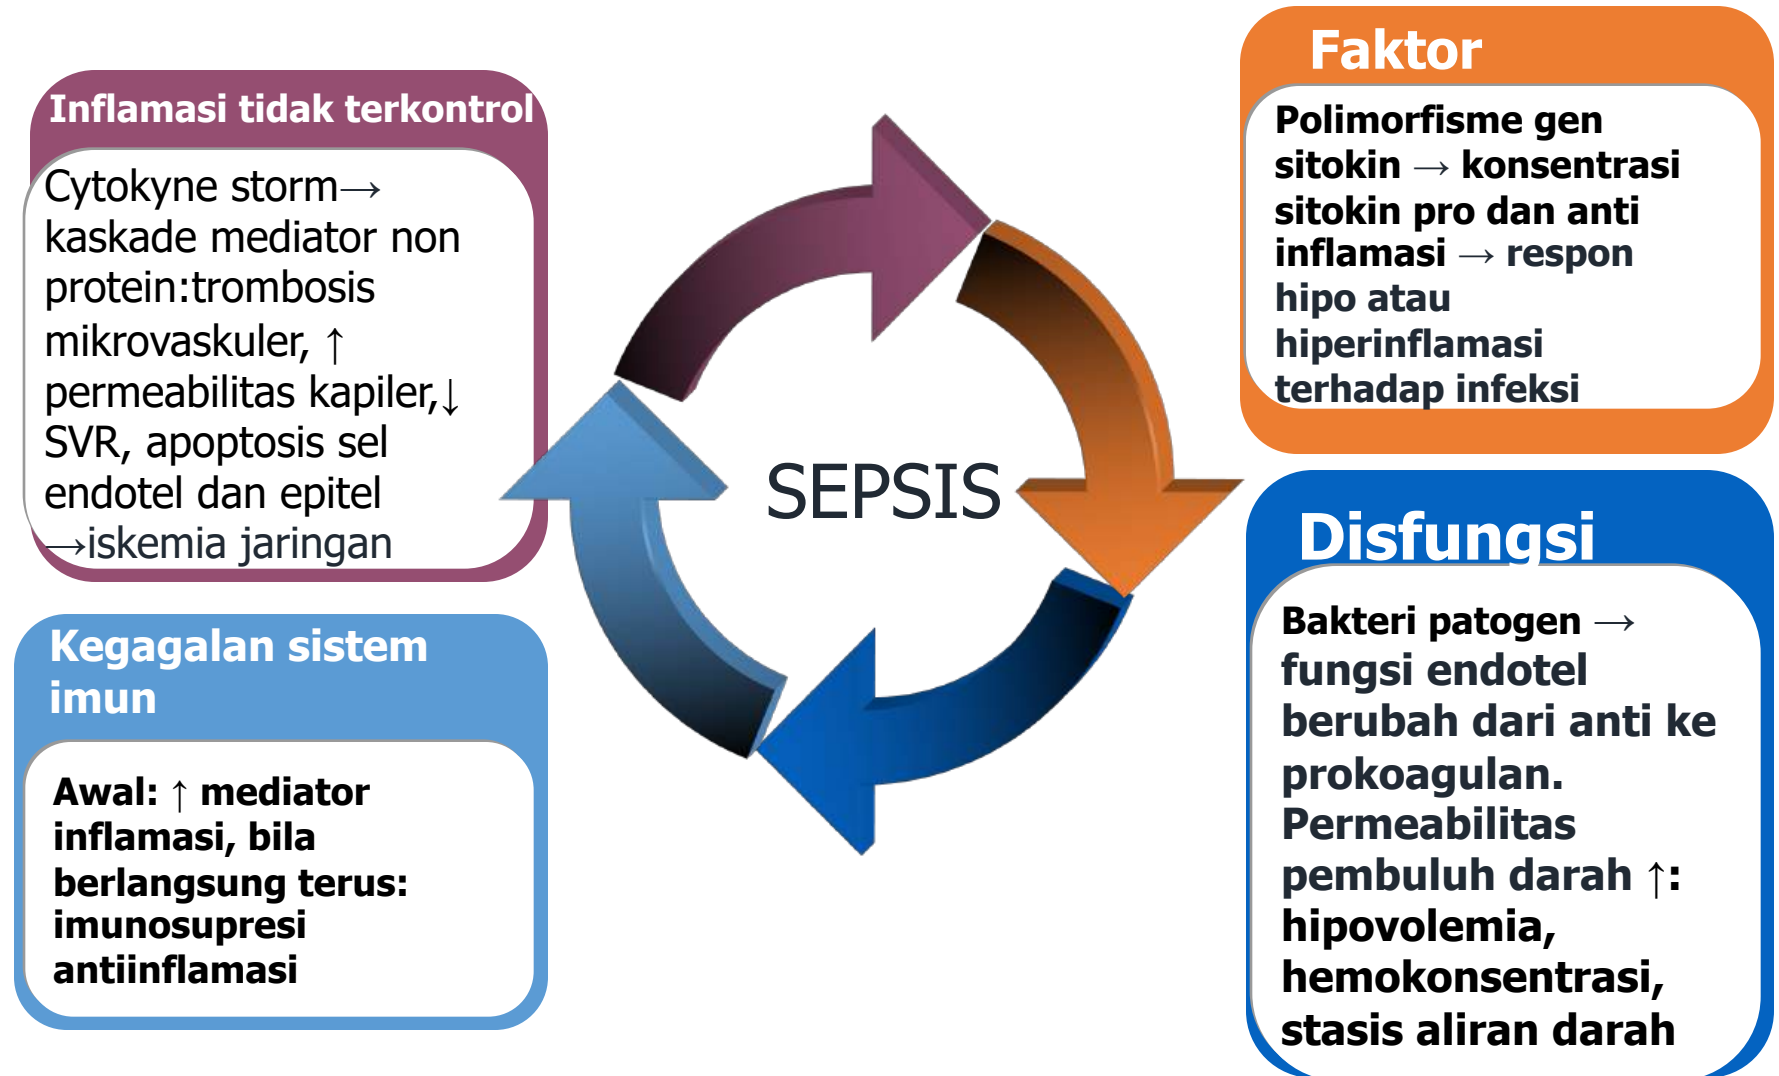 Inflamasi tidak terkontrol
Cytokyne storm→
kaskade mediator non
protein:trombosis
mikrovaskuler, ↑
permeabilitas kapiler,↓
SVR, apoptosis sel
endotel dan epitel
→iskemia jaringan
Faktor
Polimorfisme gen
sitokin → konsentrasi
sitokin pro dan anti
inflamasi → respon
hipo atau
hiperinflamasi
terhadap infeksi
SEPSIS
Kegagalan sistem
imun
Awal: ↑ mediator
inflamasi, bila
berlangsung terus:
imunosupresi
antiinflamasi
Disfungsi
Bakteri patogen →
fungsi endotel
berubah dari anti ke
prokoagulan.
Permeabilitas
pembuluh darah ↑:
hipovolemia,
hemokonsentrasi,
stasis aliran darah